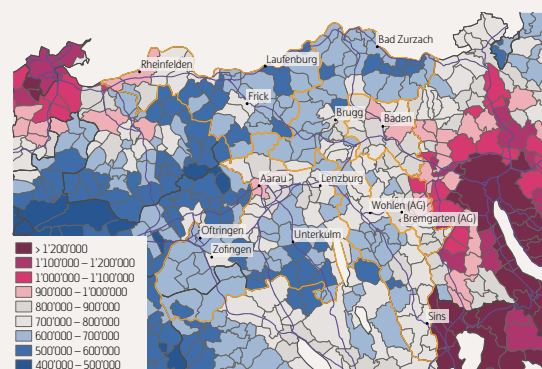 Bad Zurzach
Laufenburg
Rheinfelden
Frick
Brugg
Baden
Aarau
Lenzburg
Wohlen (AG)
Bremgarten (AG)
Oftringen
Unterkulm
Zofingen
Sins
> 1'200'000
1'100'000 – 1'200'000
1'000'000 – 1'100'000
900'000 – 1'000'000
800'000 – 900'000
700'000 – 800'000
600'000 – 700'000
500'000 – 600'000
400'000 – 500'000